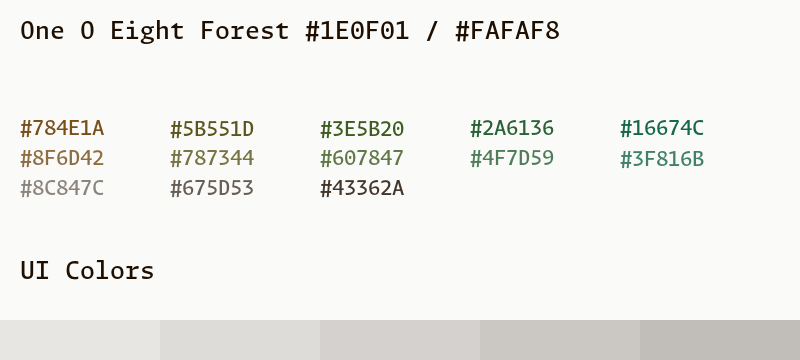 One O Eight Forest #1E0F01 / #FAFAF8
#784E1A #5B551D #3E5B20 #2A6136 #16674C
#8F6D42 #787344 #607847 #4F7D59 #3F816B
#8C847C #675D53 #43362A
UI Colors